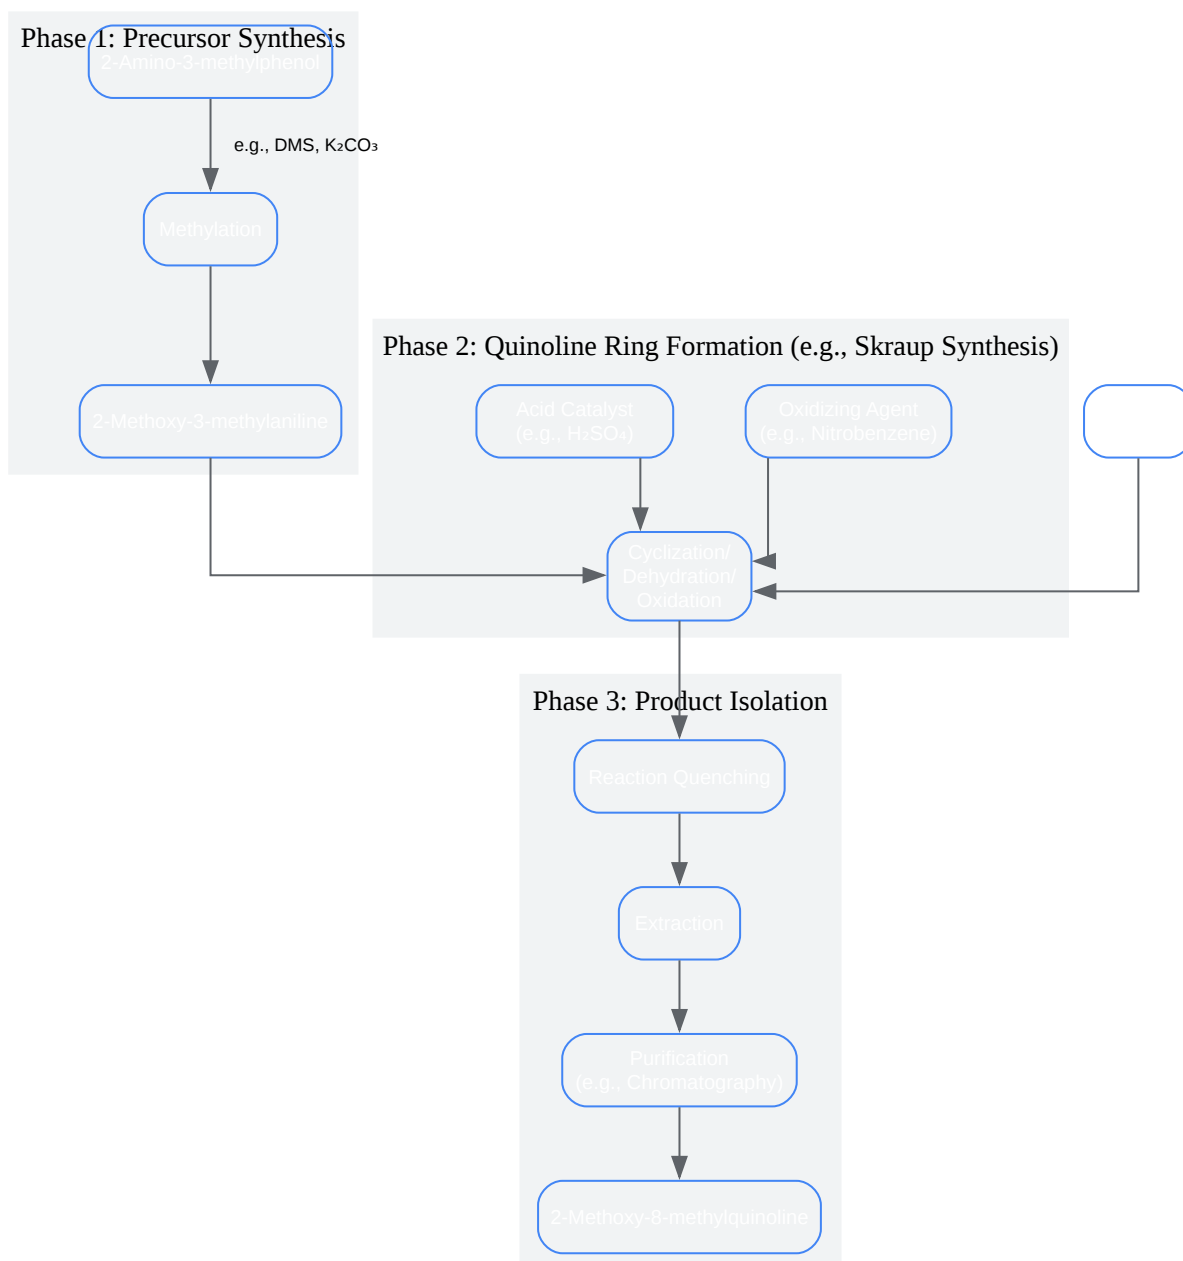 Phase 1: Precursor Synthesis
2-Amino-3-methylphenol
e.g., DMS, K₂CO₃
Methylation
2-Methoxy-3-methylaniline
Phase 2: Quinoline Ring Formation (e.g., Skraup Synthesis)
Acid Catalyst
(e.g., H₂SO₄)
Oxidizing Agent
(e.g., Nitrobenzene)
Cyclization/
Dehydration/
Oxidation
Phase 3: Product Isolation
Reaction Quenching
Extraction
Purification
(e.g., Chromatography)
2-Methoxy-8-methylquinoline